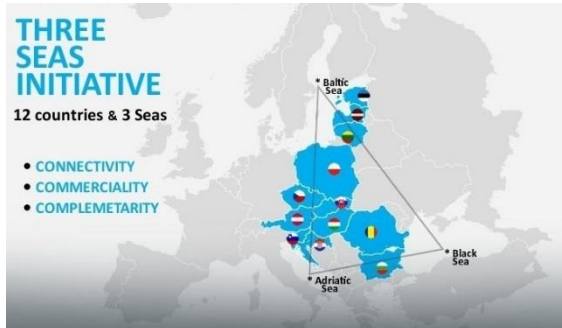 THREE
SEAS
INITIATIVE
12 countries & 3 Seas
• CONNECTIVITY
• COMMERCIALITY
• COMPLEMETARITY
* Baltic
Sea
* Black
Sea
* Adriatic
Sea